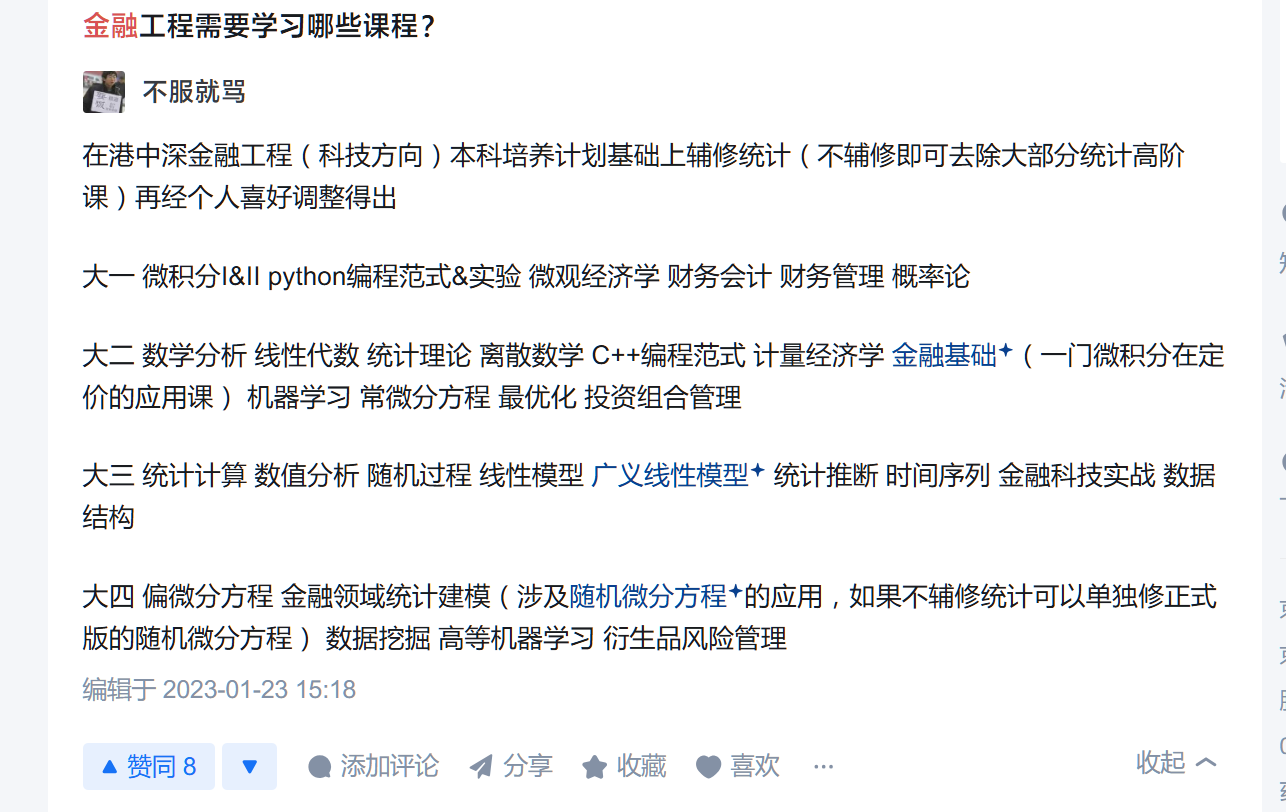 金融工程需要学习哪些课程？
不服就骂
在港中深金融工程（科技方向）本科培养计划基础上辅修统计（不辅修即可去除大部分统计高阶
课）再经个人喜好调整得出
大一 微积分I&II python编程范式&实验 微观经济学 财务会计 财务管理 概率论
大二 数学分析 线性代数 统计理论 离散数学 C++编程范式 计量经济学 金融基础（一门微积分在定
价的应用课） 机器学习 常微分方程 最优化 投资组合管理
大三 统计计算 数值分析 随机过程 线性模型 广义线性模型 统计推断 时间序列 金融科技实战 数据
结构
大四 偏微分方程 金融领域统计建模（涉及随机微分方程的应用，如果不辅修统计可以单独修正式
版的随机微分方程） 数据挖掘 高等机器学习 衍生品风险管理
编辑于 2023-01-23 15:18
赞同 8 添加评论 分享 收藏 喜欢 ··· 收起